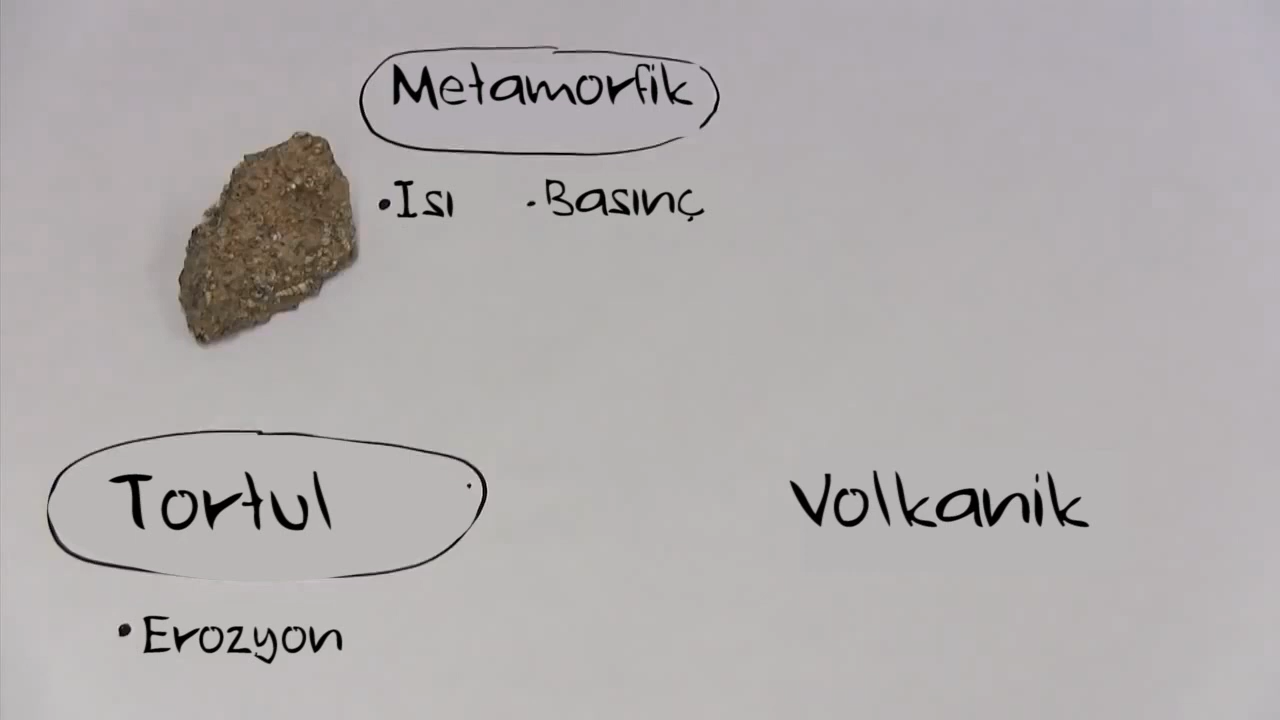 Metamorfik
• Isı • Basınç
Tortul
Volkanik
• Erozyon